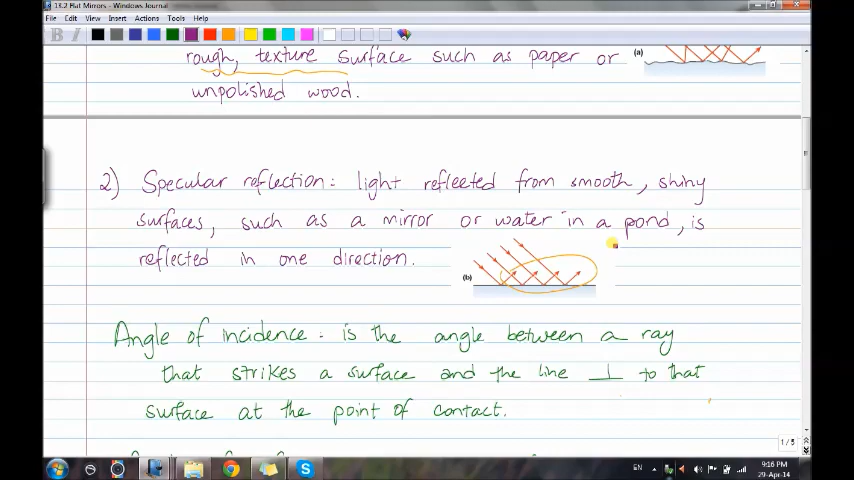 13.2 Flat Mirrors - Windows Journal
File Edit View Insert Actions Tools Help
B I
rough, texture surface such as paper or
(a)
unpolished wood.
2) Specular reflection: light reflected from smooth, shiny
surfaces, such as a mirror or water in a pond, is
reflected in one direction.
(b)
Angle of incidence: is the angle between a ray
that strikes a surface and the line ⊥ to that
surface at the point of contact.
1/5
EN
9:16 PM
29-Apr-14